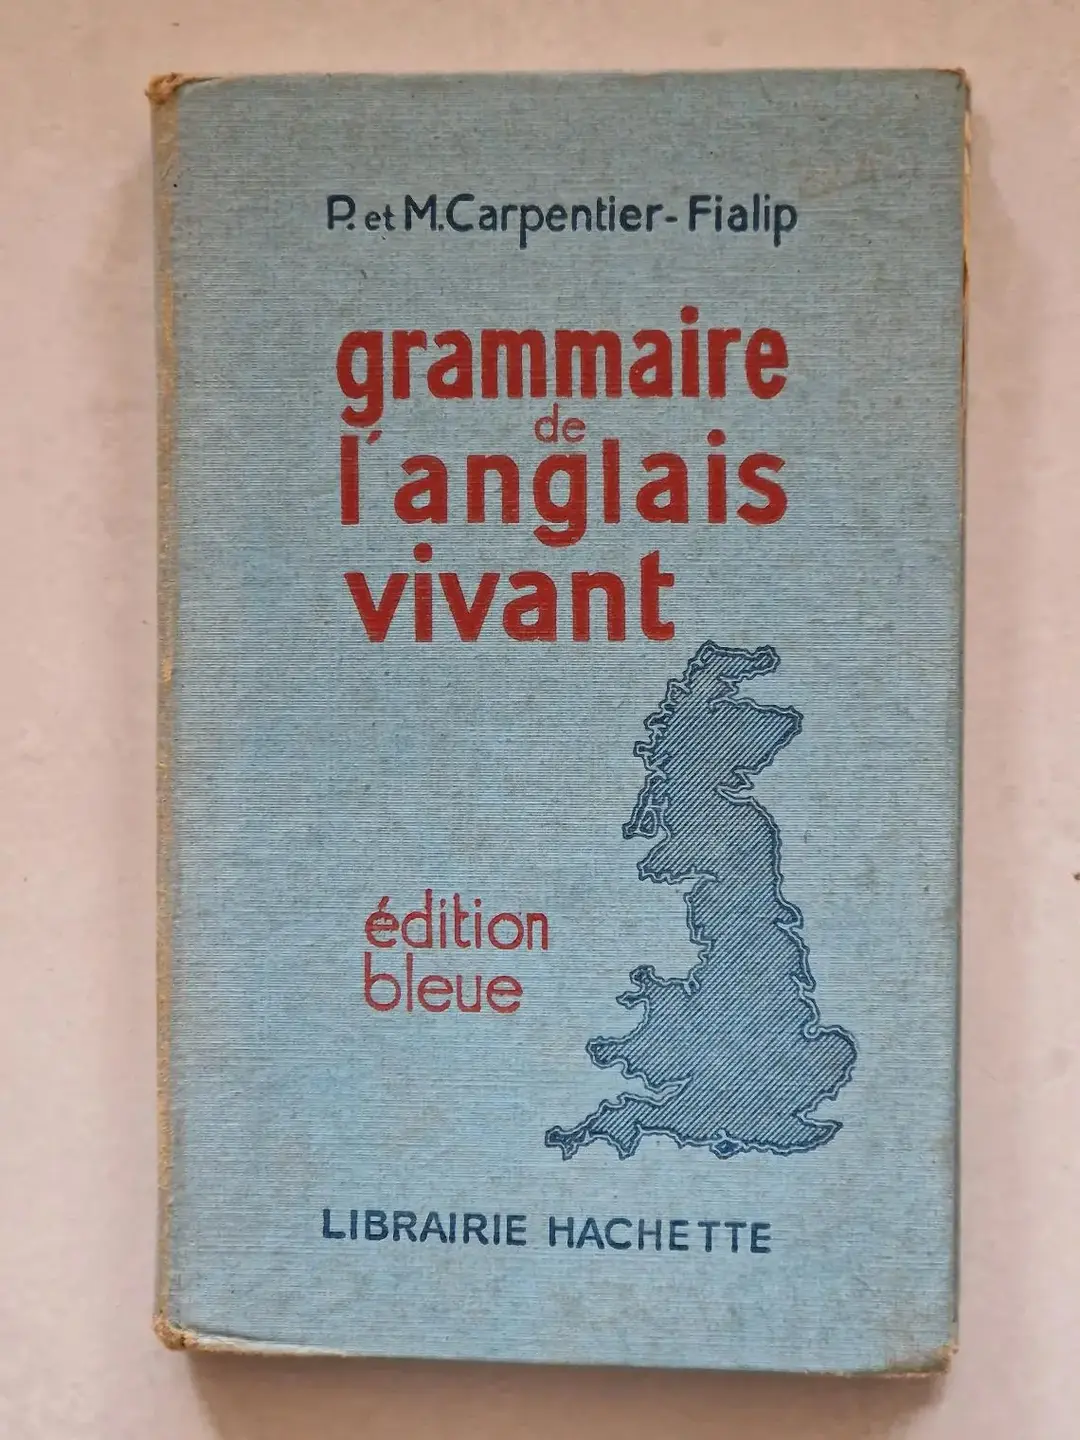 P. et M. Carpentier - Fialip
grammaire
de
l'anglais
vivant
édition
bleue
LIBRAIRIE HACHETTE